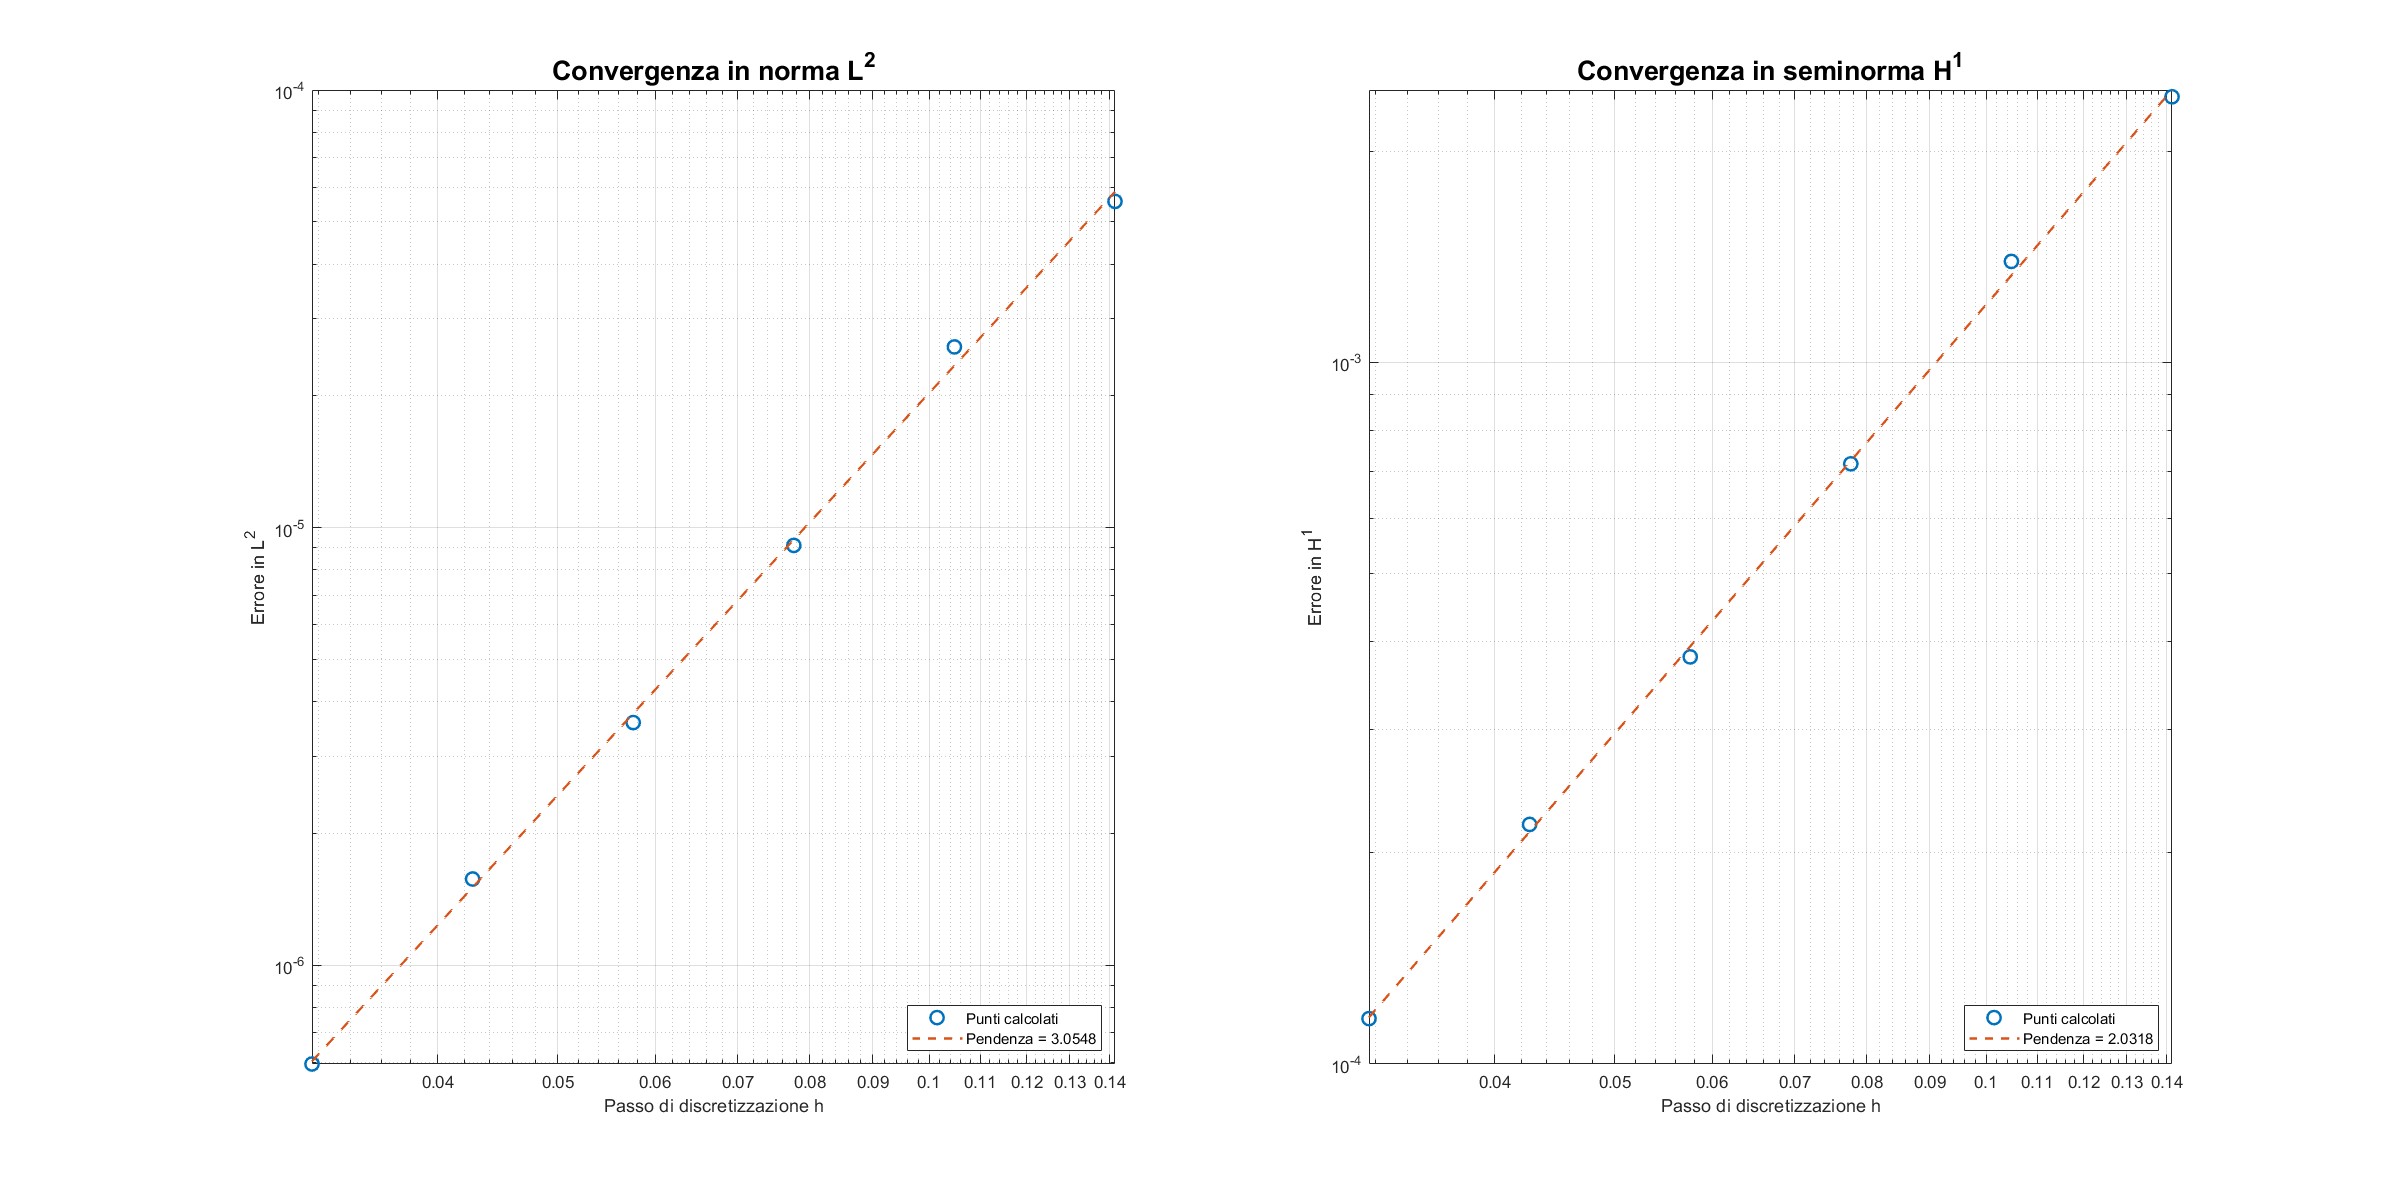 Convergenza in norma L²
10⁻⁴
10⁻⁵
10⁻⁶
Errore in L²
0.04 0.05 0.06 0.07 0.08 0.09 0.1 0.11 0.12 0.13 0.14
Passo di discretizzazione h
Punti calcolati
Pendenza = 3.0548
Convergenza in seminorma H¹
10⁻³
10⁻⁴
Errore in H¹
0.04 0.05 0.06 0.07 0.08 0.09 0.1 0.11 0.12 0.13 0.14
Passo di discretizzazione h
Punti calcolati
Pendenza = 2.0318